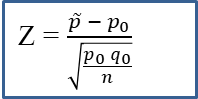 Z = (p̃ − p₀) / √(p₀ q₀ / n)